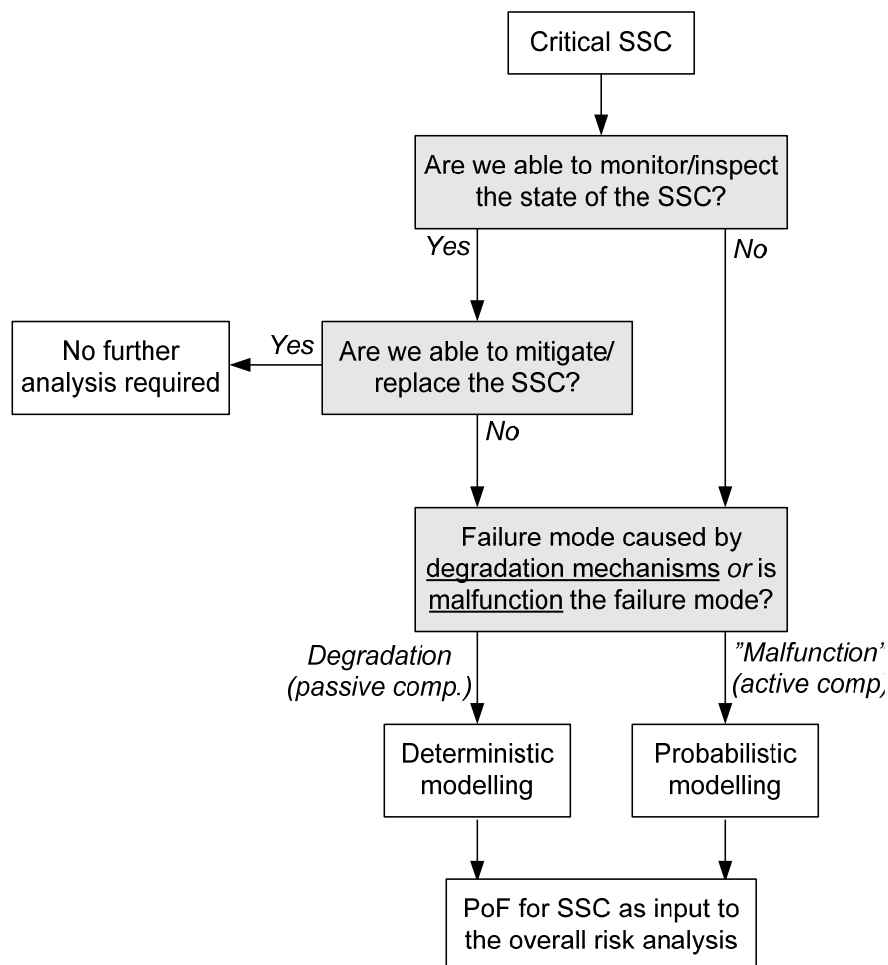 Critical SSC
Are we able to monitor/inspect
the state of the SSC?
Yes
No
No further
analysis required
Yes
Are we able to mitigate/
replace the SSC?
No
Failure mode caused by
degradation mechanisms or is
malfunction the failure mode?
Degradation
(passive comp.)
”Malfunction”
(active comp)
Deterministic
modelling
Probabilistic
modelling
PoF for SSC as input to
the overall risk analysis